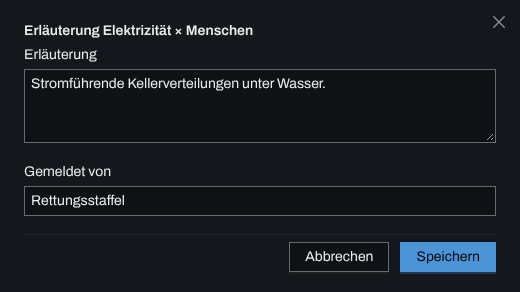 Erläuterung Elektrizität × Menschen
Erläuterung
Stromführende Kellerverteilungen unter Wasser.
Gemeldet von
Rettungsstaffel
Abbrechen
Speichern